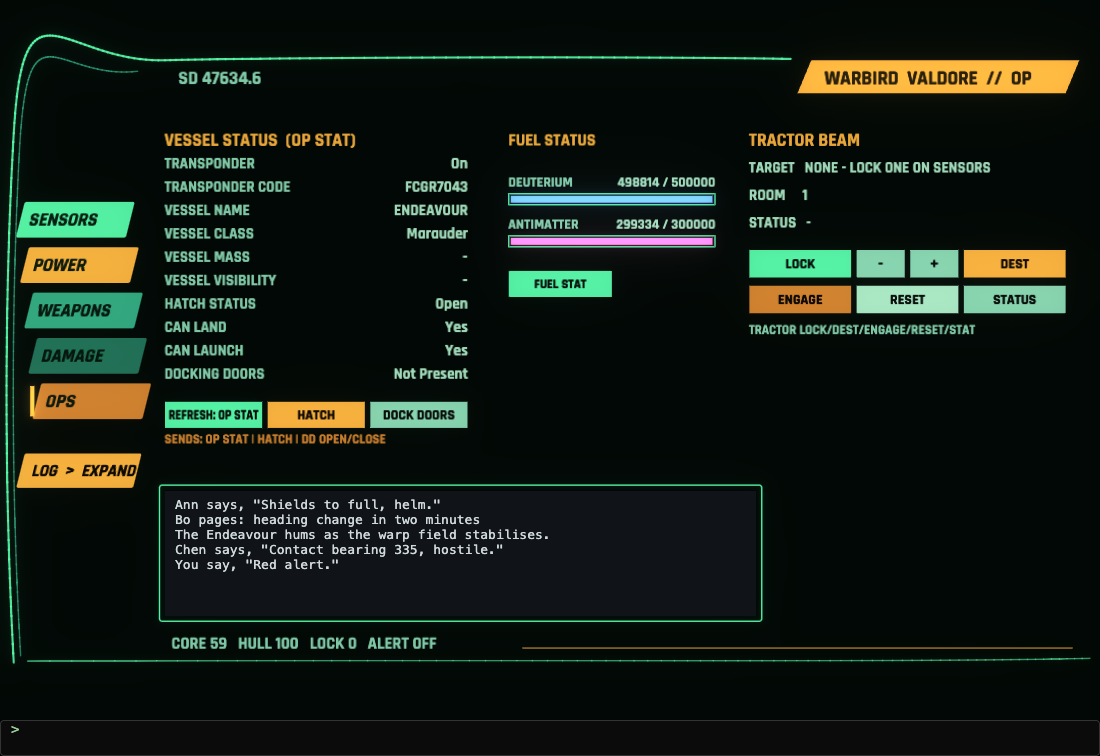 SD 47634.6
WARBIRD VALDORE // OP
SENSORS
POWER
WEAPONS
DAMAGE
OPS
LOG > EXPAND
VESSEL STATUS (OP STAT)
TRANSPONDER On
TRANSPONDER CODE FCGR7043
VESSEL NAME ENDEAVOUR
VESSEL CLASS Marauder
VESSEL MASS -
VESSEL VISIBILITY -
HATCH STATUS Open
CAN LAND Yes
CAN LAUNCH Yes
DOCKING DOORS Not Present
REFRESH: OP STAT HATCH DOCK DOORS
SENDS: OP STAT | HATCH | DD OPEN/CLOSE
FUEL STATUS
DEUTERIUM 498814 / 500000
ANTIMATTER 299334 / 300000
FUEL STAT
TRACTOR BEAM
TARGET NONE - LOCK ONE ON SENSORS
ROOM 1
STATUS -
LOCK - + DEST
ENGAGE RESET STATUS
TRACTOR LOCK/DEST/ENGAGE/RESET/STAT
Ann says, "Shields to full, helm."
Bo pages: heading change in two minutes
The Endeavour hums as the warp field stabilises.
Chen says, "Contact bearing 335, hostile."
You say, "Red alert."
CORE 59 HULL 100 LOCK 0 ALERT OFF
>